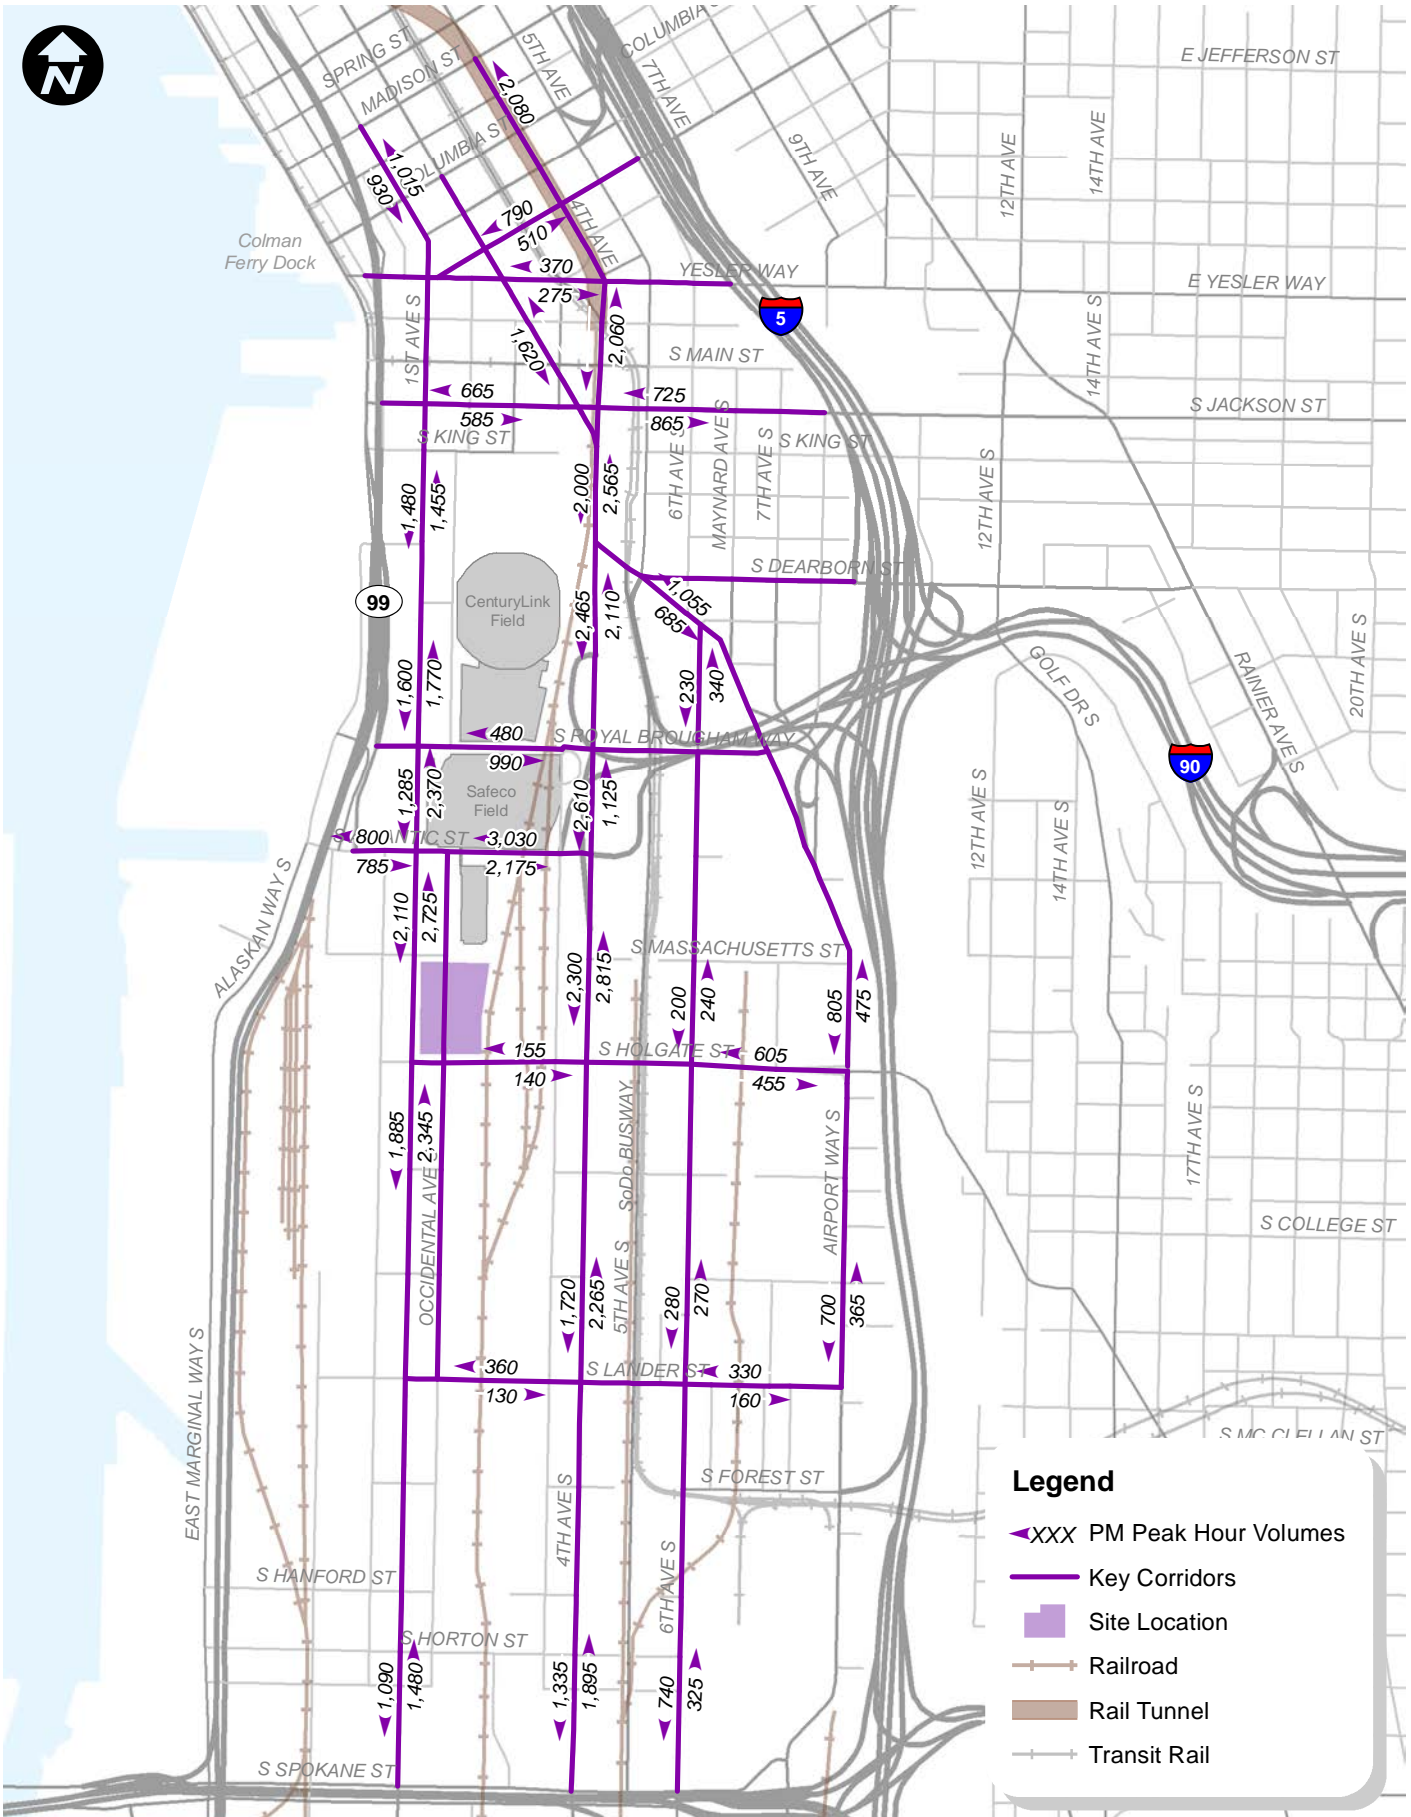 N
SPRING ST
MADISON ST
COLUMBIA ST
5TH AVE
COLUMBIA S
7TH AVE
9TH AVE
E JEFFERSON ST
12TH AVE
14TH AVE
2,080
1,015
930
790
510
4TH AVE
Colman
Ferry Dock
370
275
YESLER WAY
E YESLER WAY
5
1ST AVE S
1,620
2,060
S MAIN ST
14TH AVE S
665
585
725
865
S JACKSON ST
S KING ST
S KING ST
6TH AVE S
MAYNARD AVE S
7TH AVE S
12TH AVE S
1,480
1,455
2,000
2,565
S DEARBORN ST
99
CenturyLink
Field
2,465
2,110
1,055
685
1,600
1,770
230
340
GOLF DR S
RAINIER AVE S
20TH AVE S
480
990
S ROYAL BROUGHAM WAY
90
1,285
2,370
Safeco
Field
2,610
1,125
12TH AVE S
14TH AVE S
800
785
S ATLANTIC ST
3,030
2,175
ALASKAN WAY S
2,110
2,725
S MASSACHUSETTS ST
2,300
2,815
200
240
805
475
155
140
S HOLGATE ST
605
455
1,885
2,345
OCCIDENTAL AVE S
SoDo BUSWAY
AIRPORT WAY S
17TH AVE S
S COLLEGE ST
1,720
2,265
5TH AVE S
280
270
700
365
EAST MARGINAL WAY S
360
130
S LANDER ST
330
160
S MC CLELLAN ST
S FOREST ST
4TH AVE S
6TH AVE S
S HANFORD ST
S HORTON ST
1,090
1,480
1,335
1,895
740
325
S SPOKANE ST
Legend
XXX PM Peak Hour Volumes
Key Corridors
Site Location
Railroad
Rail Tunnel
Transit Rail